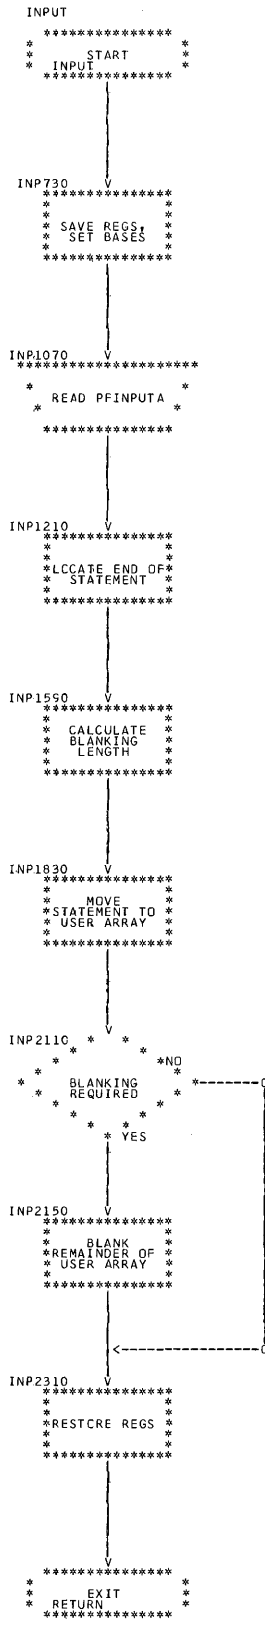 INPUT
START
INPUT
INP730
SAVE REGS,
SET BASES
INP1070
READ PFINPUTA
INP1210
LCCATE END OF
STATEMENT
INP1590
CALCULATE
BLANKING
LENGTH
INP1830
MOVE
STATEMENT TO
USER ARRAY
INP2110
NO
BLANKING
REQUIRED
YES
INP2150
BLANK
REMAINDER OF
USER ARRAY
INP2310
RESTCRE REGS
EXIT
RETURN